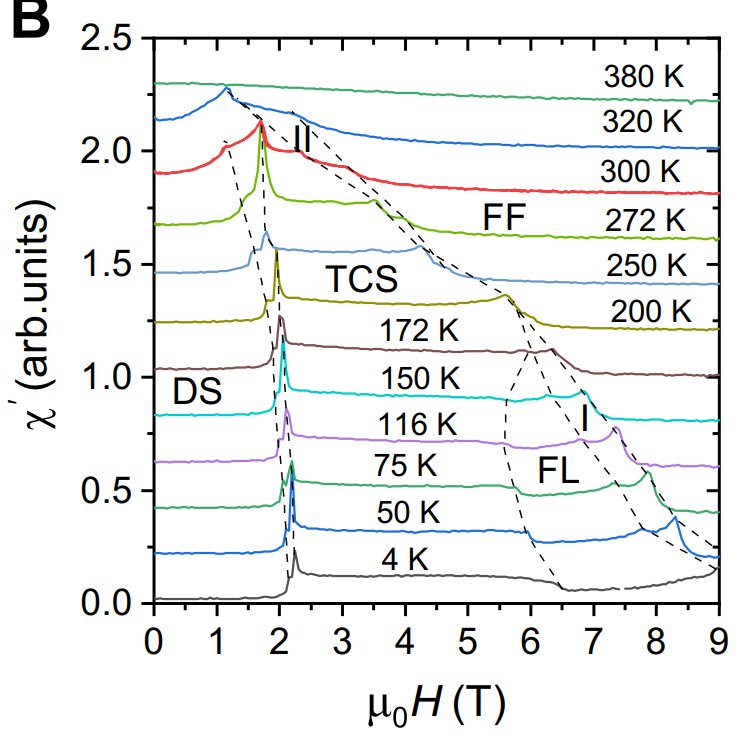 B
2.5
2.0
1.5
1.0
0.5
0.0
χ′ (arb.units)
380 K
320 K
II
300 K
FF
272 K
250 K
TCS
200 K
172 K
DS
150 K
I
116 K
FL
75 K
50 K
4 K
0 1 2 3 4 5 6 7 8 9
μ₀H (T)